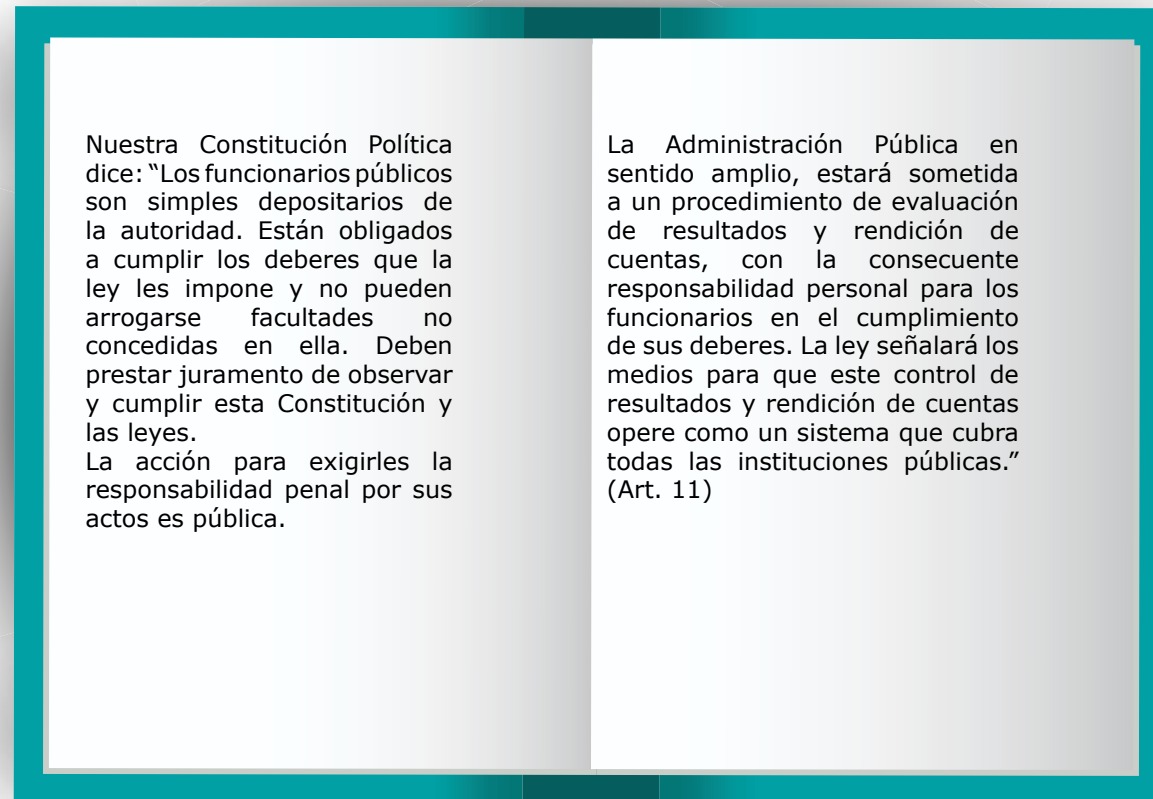 Nuestra Constitución Política
dice: “Los funcionarios públicos
son simples depositarios de
la autoridad. Están obligados
a cumplir los deberes que la
ley les impone y no pueden
arrogarse facultades no
concedidas en ella. Deben
prestar juramento de observar
y cumplir esta Constitución y
las leyes.
La acción para exigirles la
responsabilidad penal por sus
actos es pública.
La Administración Pública en
sentido amplio, estará sometida
a un procedimiento de evaluación
de resultados y rendición de
cuentas, con la consecuente
responsabilidad personal para los
funcionarios en el cumplimiento
de sus deberes. La ley señalará los
medios para que este control de
resultados y rendición de cuentas
opere como un sistema que cubra
todas las instituciones públicas.”
(Art. 11)